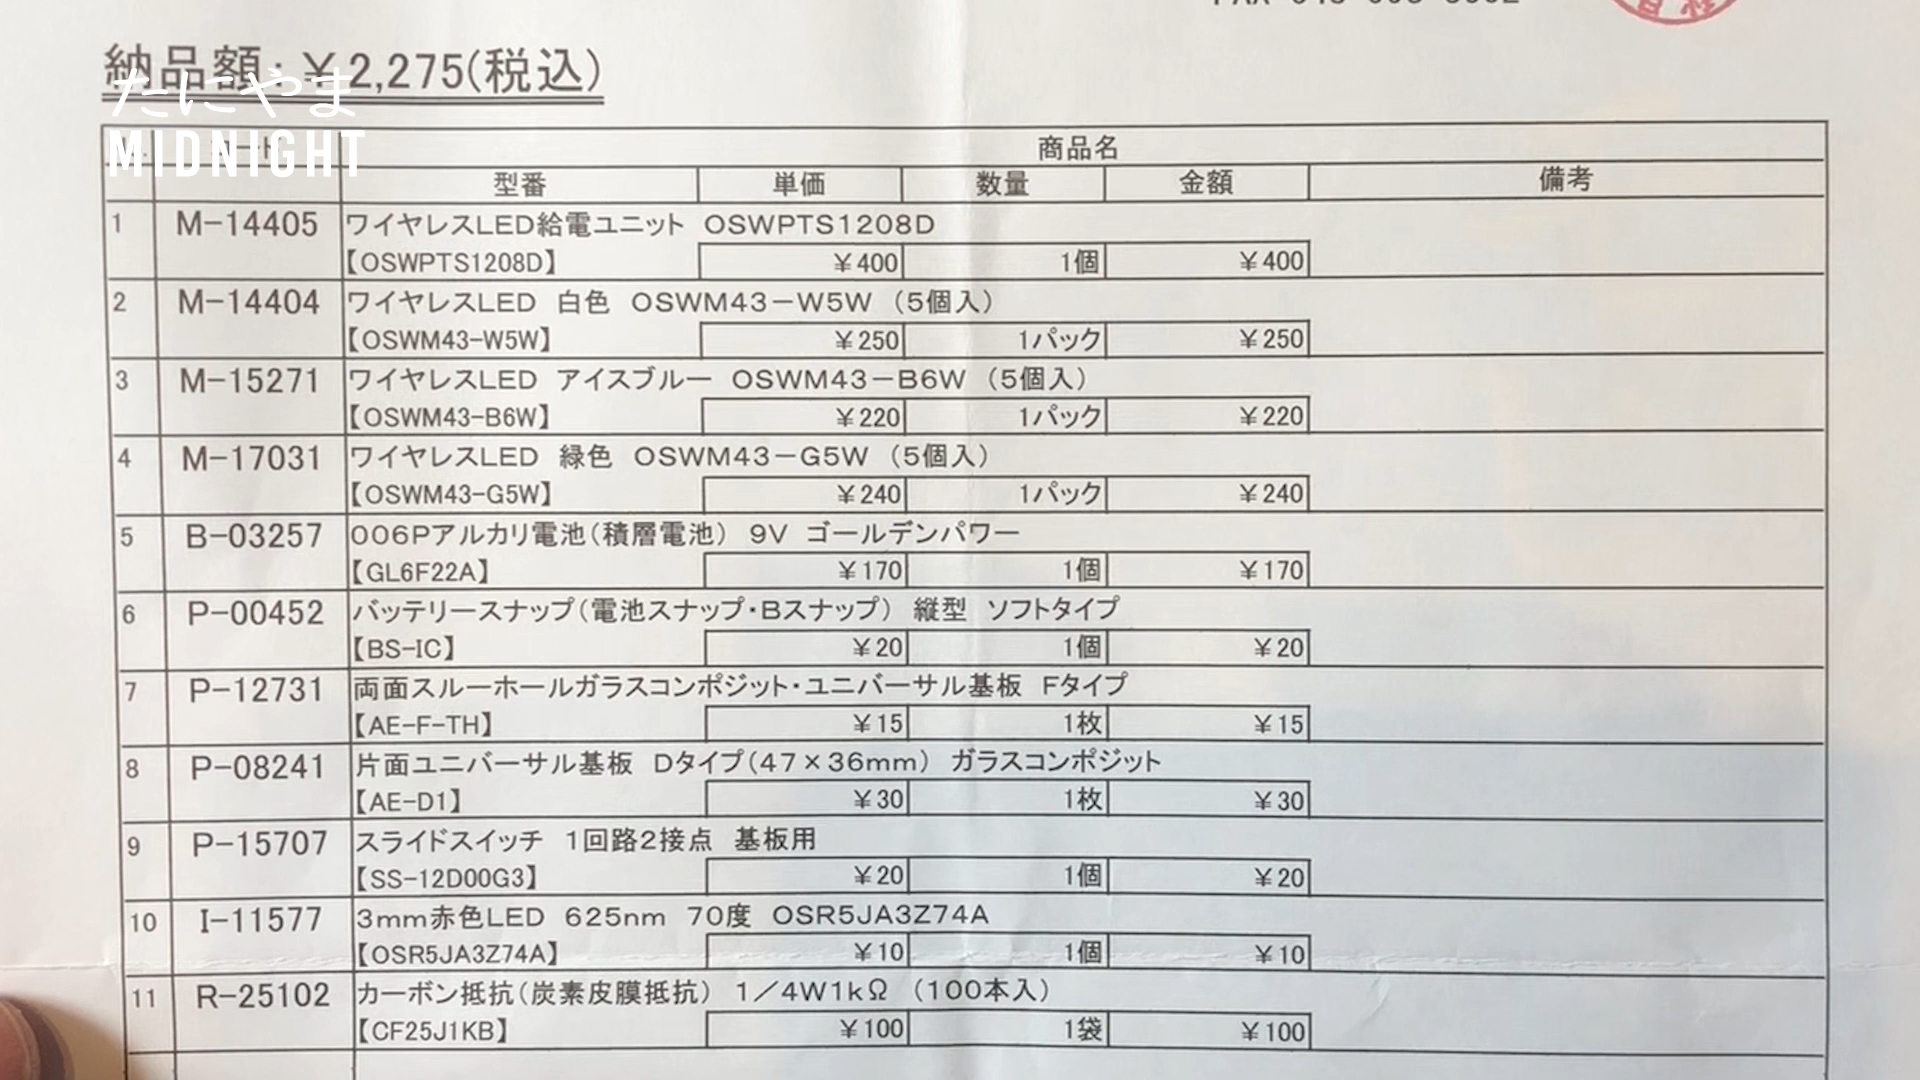 納品額:￥2,275(税込)
たにやま
MIDNIGHT
商品名
型番 単価 数量 金額 備考
1 M-14405 ワイヤレスLED給電ユニット OSWPTS1208D
【OSWPTS1208D】 ￥400 1個 ￥400
2 M-14404 ワイヤレスLED 白色 OSWM43-W5W (5個入)
【OSWM43-W5W】 ￥250 1パック ￥250
3 M-15271 ワイヤレスLED アイスブルー OSWM43-B6W (5個入)
【OSWM43-B6W】 ￥220 1パック ￥220
4 M-17031 ワイヤレスLED 緑色 OSWM43-G5W (5個入)
【OSWM43-G5W】 ￥240 1パック ￥240
5 B-03257 006Pアルカリ電池(積層電池) 9V ゴールデンパワー
【GL6F22A】 ￥170 1個 ￥170
6 P-00452 バッテリースナップ(電池スナップ・Bスナップ) 縦型 ソフトタイプ
【BS-IC】 ￥20 1個 ￥20
7 P-12731 両面スルーホールガラスコンポジット・ユニバーサル基板 Fタイプ
【AE-F-TH】 ￥15 1枚 ￥15
8 P-08241 片面ユニバーサル基板 Dタイプ(47×36mm) ガラスコンポジット
【AE-D1】 ￥30 1枚 ￥30
9 P-15707 スライドスイッチ 1回路2接点 基板用
【SS-12D00G3】 ￥20 1個 ￥20
10 I-11577 3mm赤色LED 625nm 70度 OSR5JA3Z74A
【OSR5JA3Z74A】 ￥10 1個 ￥10
11 R-25102 カーボン抵抗(炭素皮膜抵抗) 1/4W1kΩ (100本入)
【CF25J1KB】 ￥100 1袋 ￥100